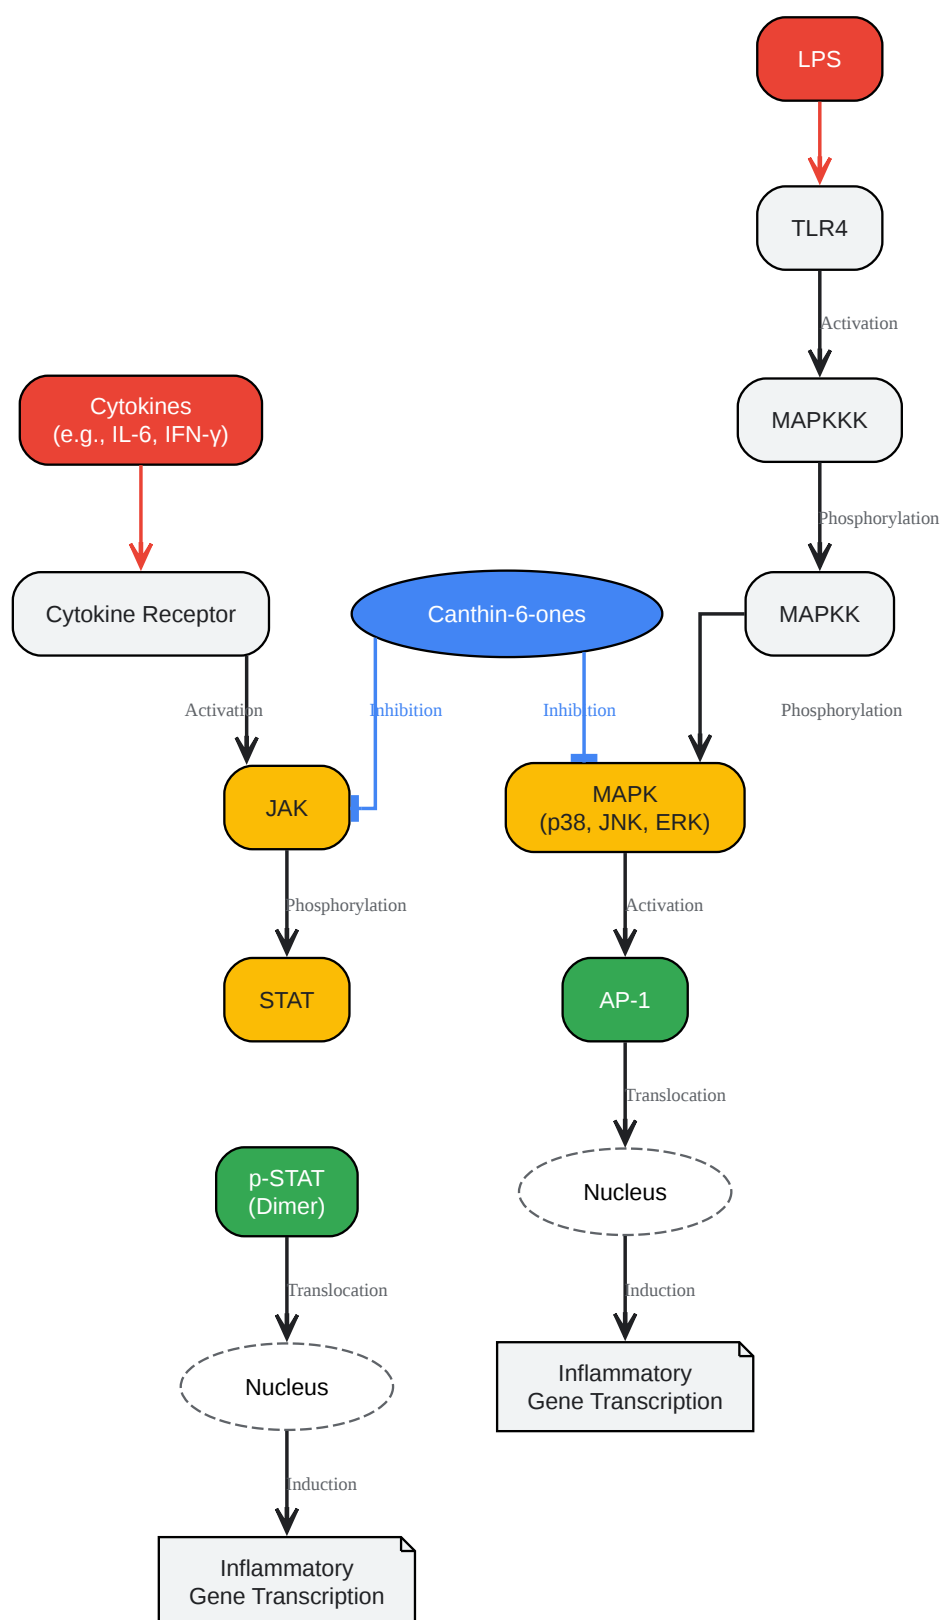 LPS
TLR4
Activation
Cytokines
(e.g., IL-6, IFN-γ)
MAPKKK
Phosphorylation
Cytokine Receptor
Canthin-6-ones
MAPKK
Activation
Inhibition
Inhibition
Phosphorylation
JAK
MAPK
(p38, JNK, ERK)
Phosphorylation
Activation
STAT
AP-1
Translocation
p-STAT
(Dimer)
Nucleus
Translocation
Induction
Nucleus
Inflammatory
Gene Transcription
Induction
Inflammatory
Gene Transcription